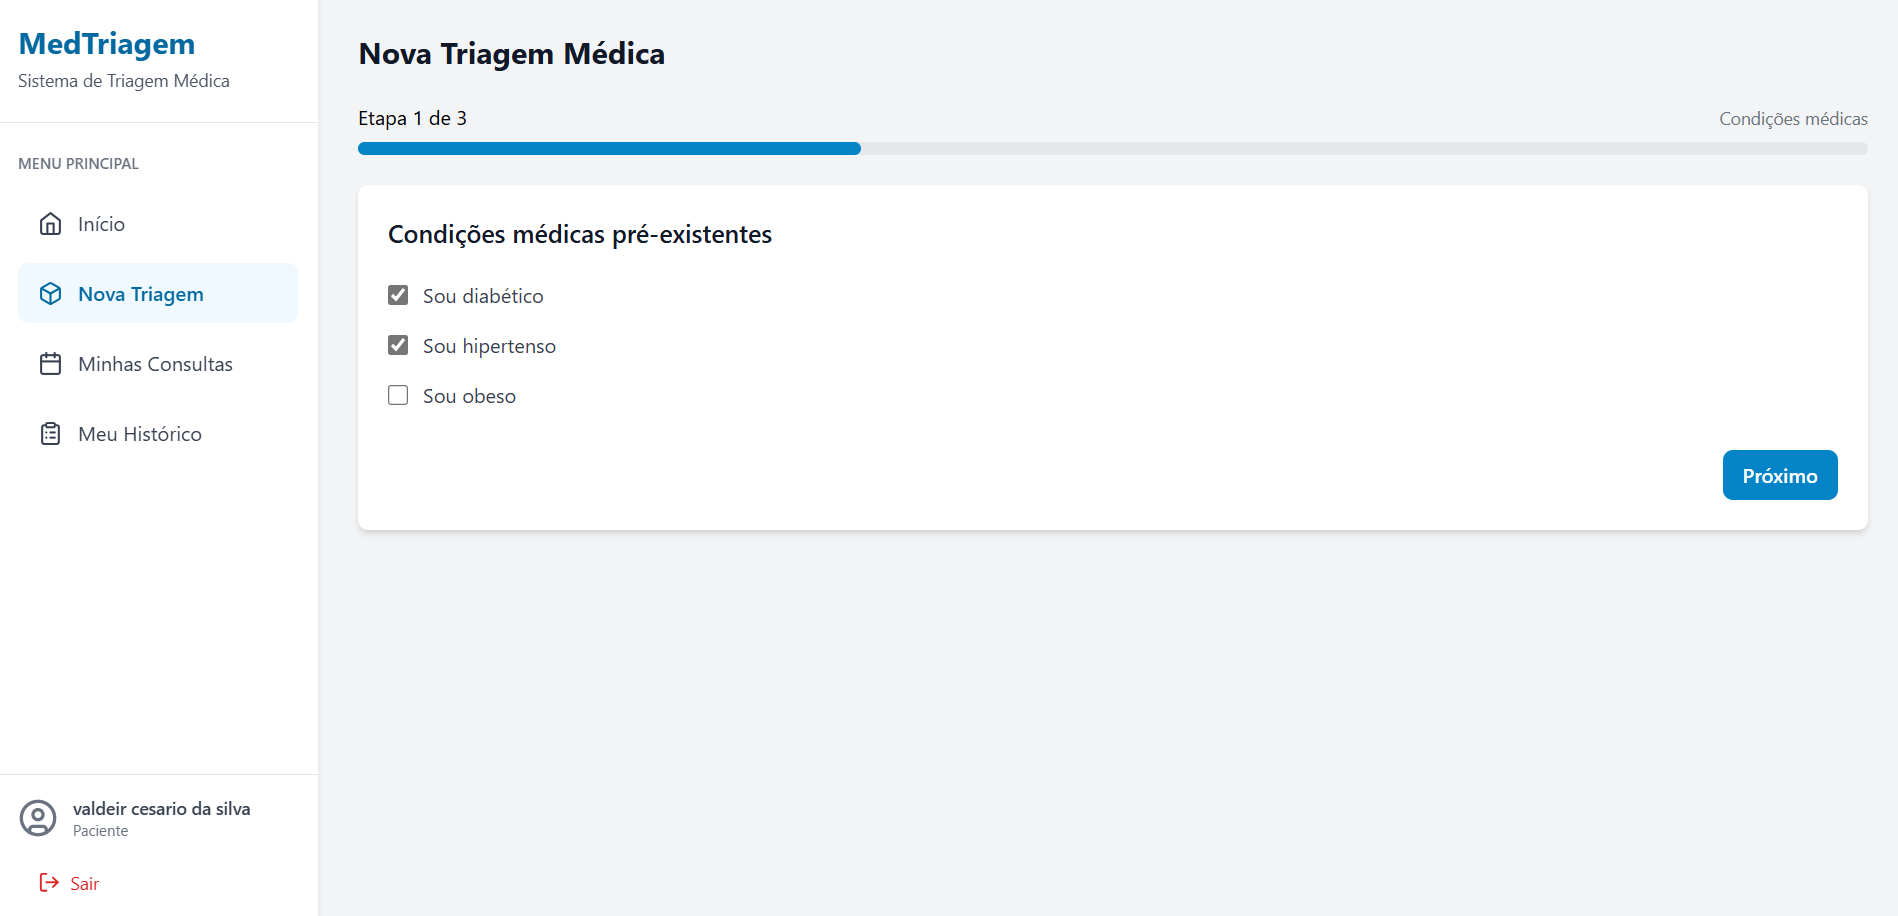 MedTriagem
Sistema de Triagem Médica
MENU PRINCIPAL
Início
Nova Triagem
Minhas Consultas
Meu Histórico
valdeir cesario da silva
Paciente
Sair
Nova Triagem Médica
Etapa 1 de 3
Condições médicas
Condições médicas pré-existentes
Sou diabético
Sou hipertenso
Sou obeso
Próximo